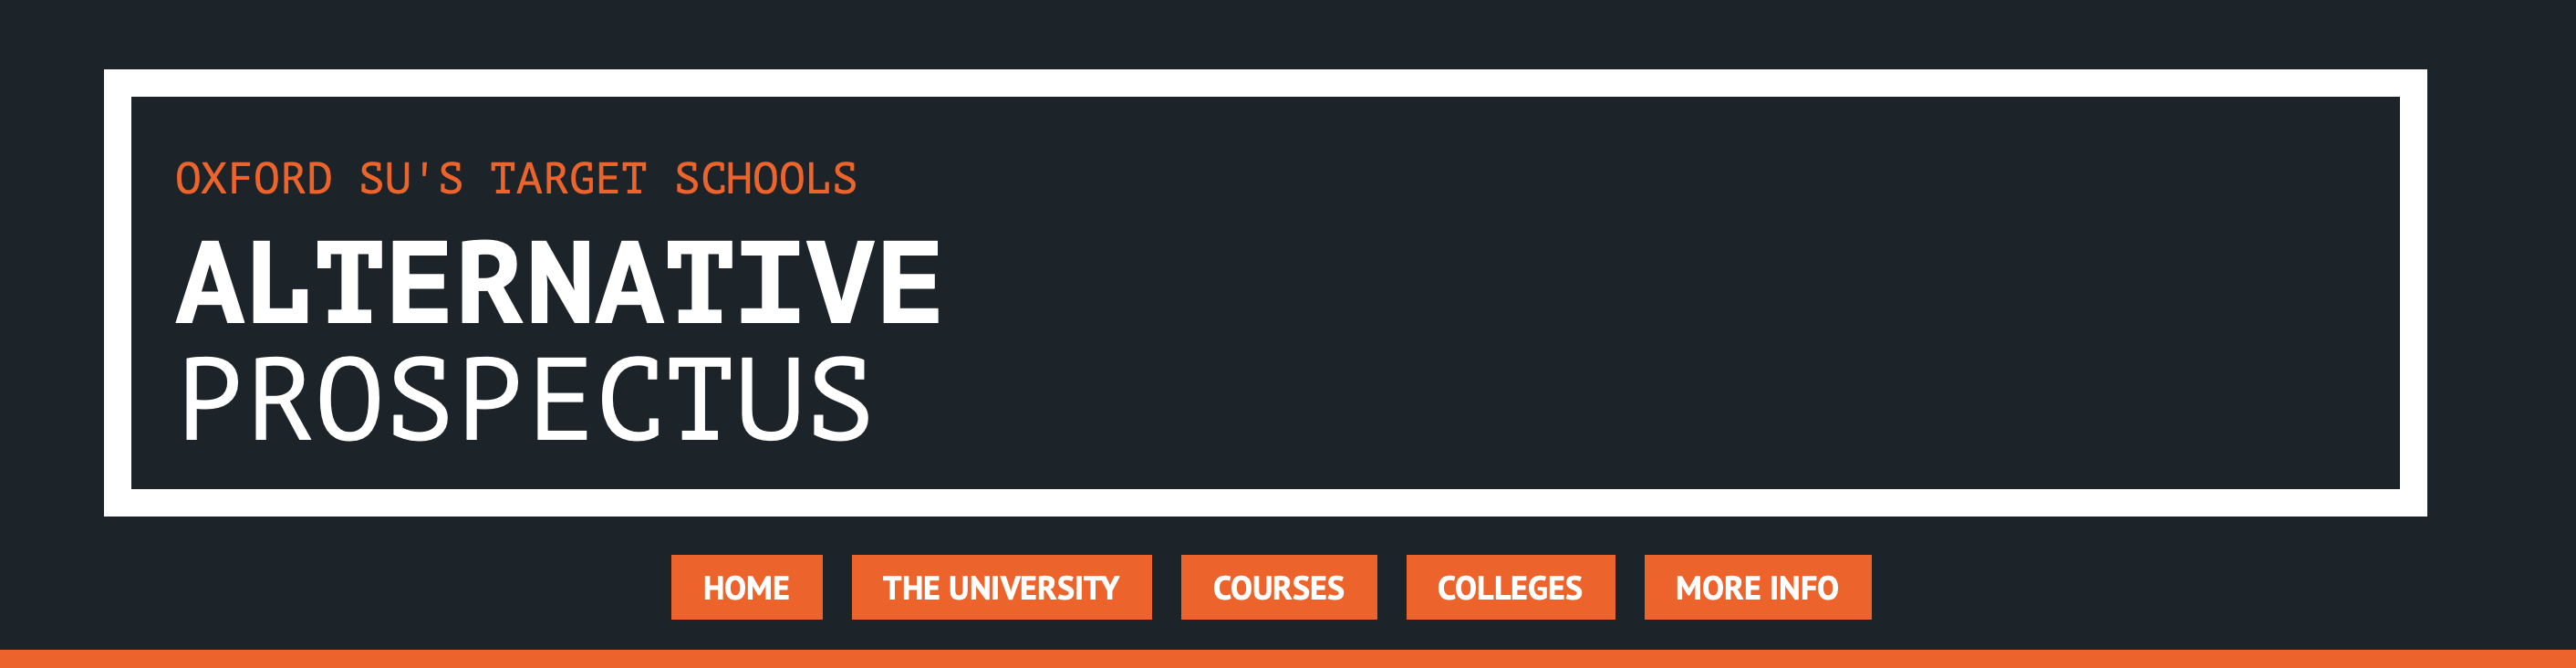 OXFORD SU'S TARGET SCHOOLS
ALTERNATIVE
PROSPECTUS
HOME
THE UNIVERSITY
COURSES
COLLEGES
MORE INFO